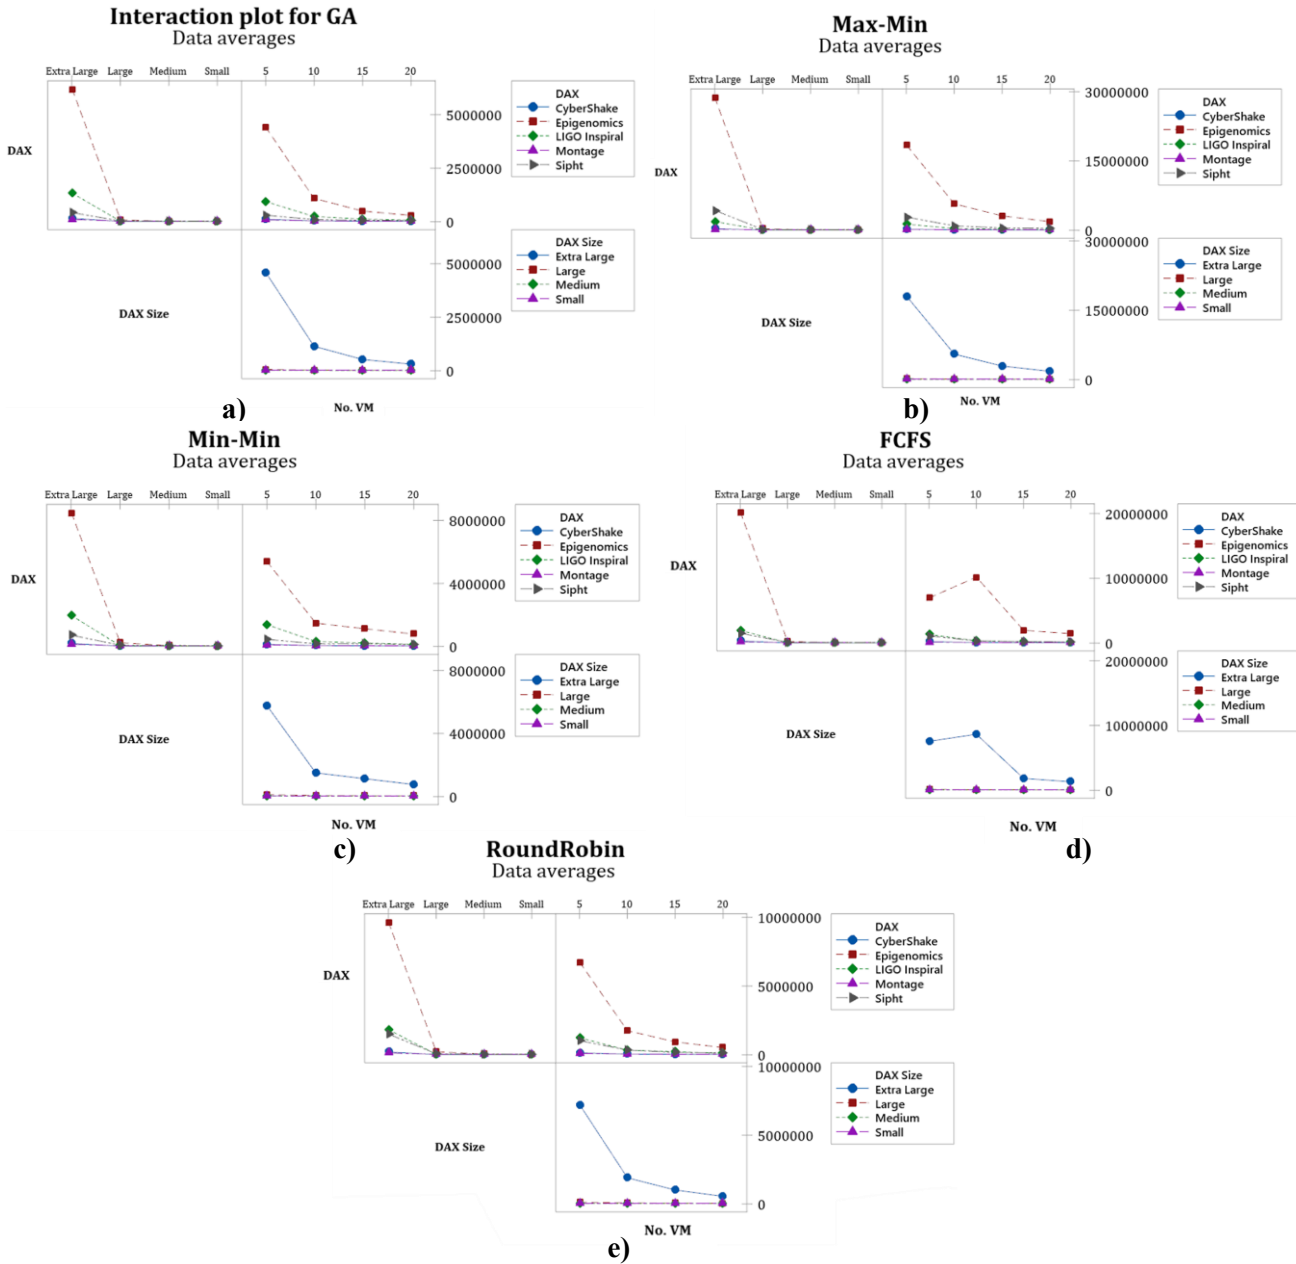 Interaction plot for GA
Data averages
Extra Large Large Medium Small 5 10 15 20
DAX
5000000
2500000
0
DAX
CyberShake
Epigenomics
LIGO Inspiral
Montage
Sipht
DAX Size
5000000
2500000
0
DAX Size
Extra Large
Large
Medium
Small
No. VM
a)
Max-Min
Data averages
Extra Large Large Medium Small 5 10 15 20
DAX
30000000
15000000
0
DAX
CyberShake
Epigenomics
LIGO Inspiral
Montage
Sipht
DAX Size
30000000
15000000
0
DAX Size
Extra Large
Large
Medium
Small
No. VM
b)
Min-Min
Data averages
Extra Large Large Medium Small 5 10 15 20
DAX
8000000
4000000
0
DAX
CyberShake
Epigenomics
LIGO Inspiral
Montage
Sipht
DAX Size
8000000
4000000
0
DAX Size
Extra Large
Large
Medium
Small
No. VM
c)
FCFS
Data averages
Extra Large Large Medium Small 5 10 15 20
DAX
20000000
10000000
0
DAX
CyberShake
Epigenomics
LIGO Inspiral
Montage
Sipht
DAX Size
20000000
10000000
0
DAX Size
Extra Large
Large
Medium
Small
No. VM
d)
RoundRobin
Data averages
Extra Large Large Medium Small 5 10 15 20
DAX
10000000
5000000
0
DAX
CyberShake
Epigenomics
LIGO Inspiral
Montage
Sipht
DAX Size
10000000
5000000
0
DAX Size
Extra Large
Large
Medium
Small
No. VM
e)